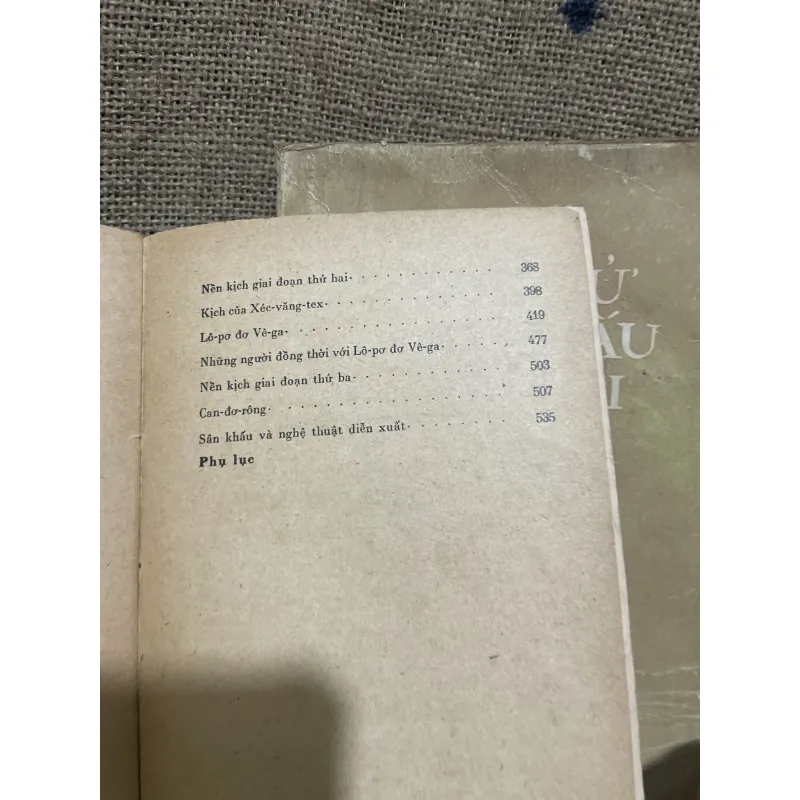 Nền kịch giai đoạn thứ hai. . . . . . . . . . . . 368
Kịch của Xéc-văng-tex. . . . . . . . . . . . . . 398
Lô-pơ đơ Vê-ga. . . . . . . . . . . . . . . . . 419
Những người đồng thời với Lô-pơ đơ Vê-ga. . . . . . 477
Nền kịch giai đoạn thứ ba. . . . . . . . . . . . 503
Can-đơ-rông. . . . . . . . . . . . . . . . . . 507
Sân khấu và nghệ thuật diễn xuất. . . . . . . . 535
Phụ lục